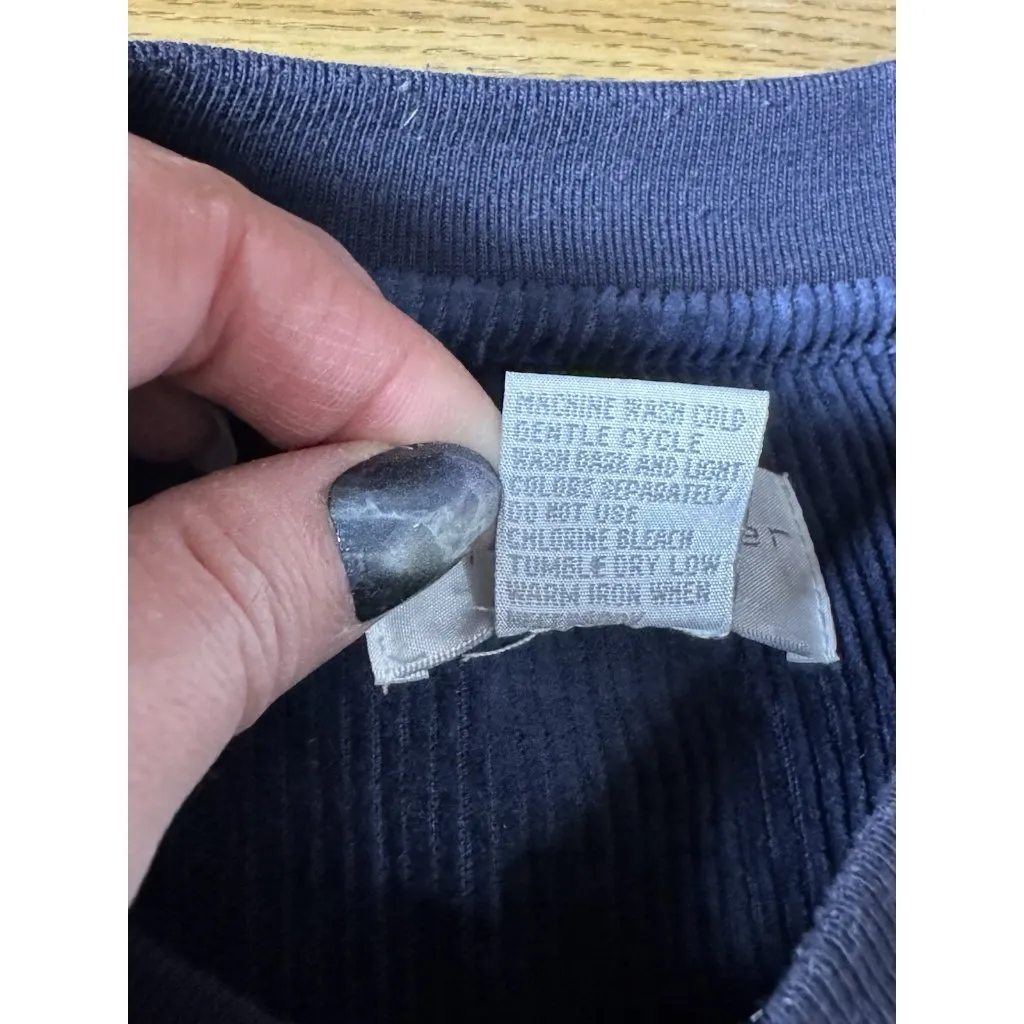 MACHINE WASH COLD
GENTLE CYCLE
WASH DARK AND LIGHT
COLORS SEPARATELY
DO NOT USE
CHLORINE BLEACH
TUMBLE DRY LOW
WARM IRON WHEN
er